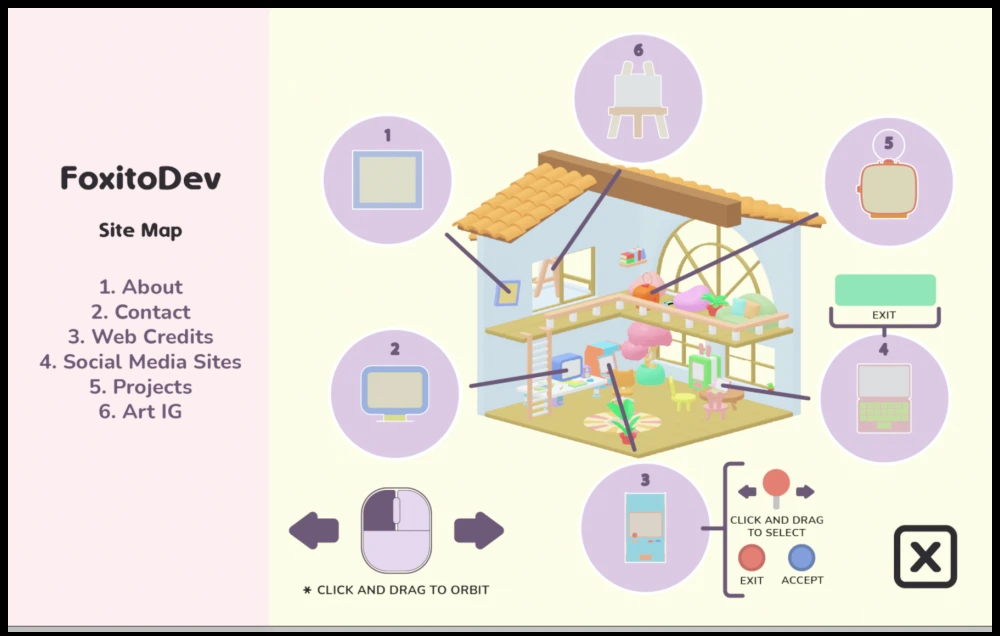 FoxitoDev
Site Map
1. About
2. Contact
3. Web Credits
4. Social Media Sites
5. Projects
6. Art IG
6
1
5
EXIT
2
4
3
CLICK AND DRAG
TO SELECT
EXIT ACCEPT
* CLICK AND DRAG TO ORBIT
X